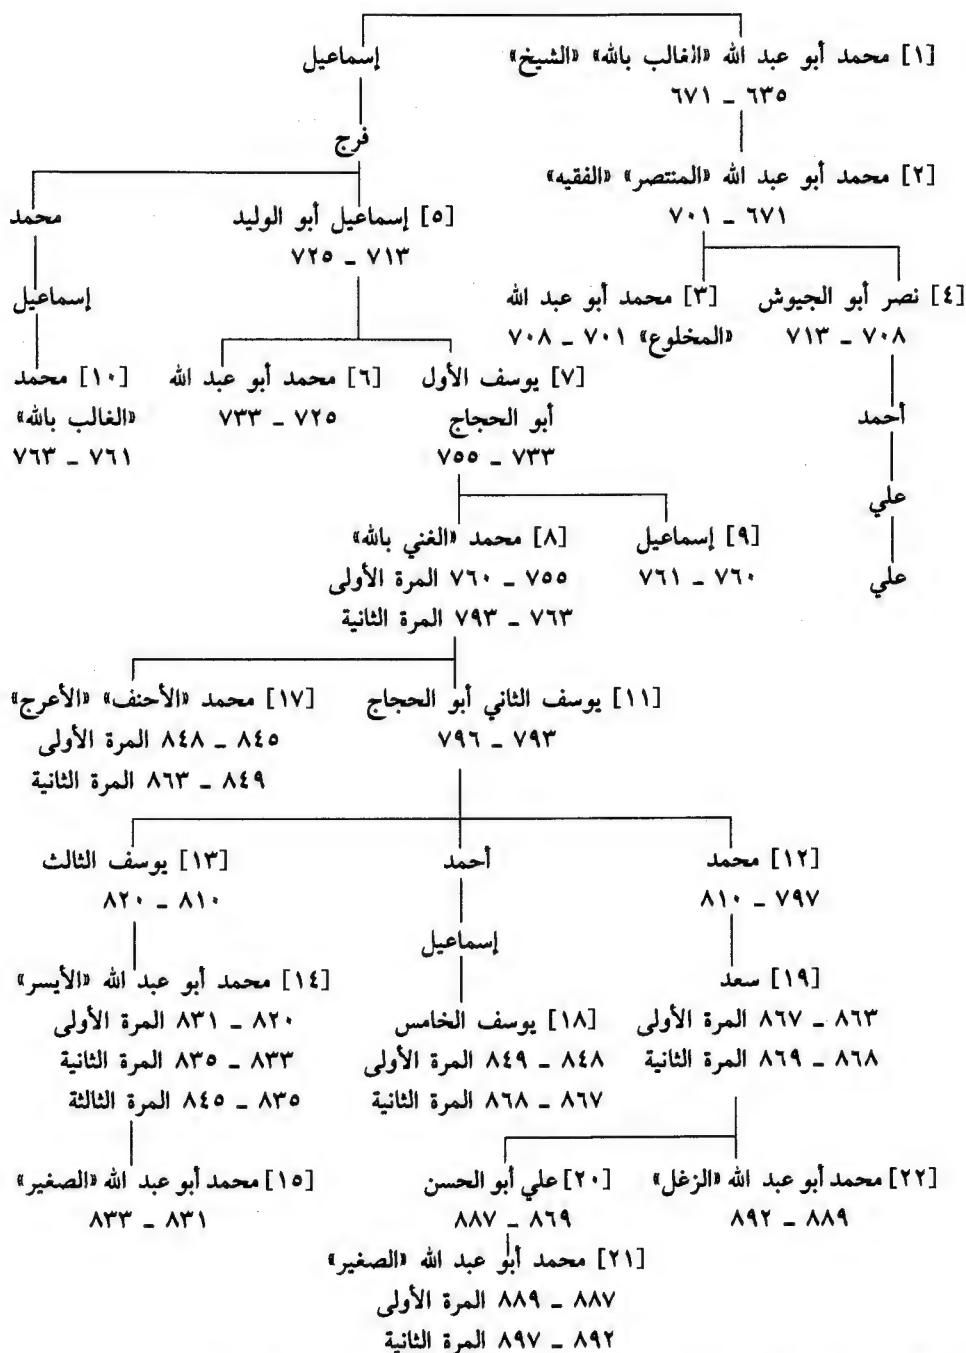 [١] محمد أبو عبد الله «الغالب بالله» «الشيخ»
٦٣٥ ـ ٦٧١
إسماعيل
فرج
[٢] محمد أبو عبد الله «المنتصر» «الفقيه»
٦٧١ ـ ٧٠١
[٥] إسماعيل أبو الوليد
٧١٣ ـ ٧٢٥
محمد
[٤] نصر أبو الجيوش
٧٠٨ ـ ٧١٣
[٣] محمد أبو عبد الله
«المخلوع» ٧٠١ ـ ٧٠٨
إسماعيل
[٧] يوسف الأول
أبو الحجاج
٧٣٣ ـ ٧٥٥
[٦] محمد أبو عبد الله
٧٢٥ ـ ٧٣٣
[١٠] محمد
«الغالب بالله»
٧٦١ ـ ٧٦٣
أحمد
علي
علي
[٩] إسماعيل
٧٦٠ ـ ٧٦١
[٨] محمد «الغني بالله»
٧٥٥ ـ ٧٦٠ المرة الأولى
٧٦٣ ـ ٧٩٣ المرة الثانية
[١١] يوسف الثاني أبو الحجاج
٧٩٣ ـ ٧٩٦
[١٧] محمد «الأحنف» «الأعرج»
٨٤٥ ـ ٨٤٨ المرة الأولى
٨٤٩ ـ ٨٦٣ المرة الثانية
[١٢] محمد
٧٩٧ ـ ٨١٠
أحمد
[١٣] يوسف الثالث
٨١٠ ـ ٨٢٠
إسماعيل
[١٩] سعد
٨٦٣ ـ ٨٦٧ المرة الأولى
٨٦٨ ـ ٨٦٩ المرة الثانية
[١٨] يوسف الخامس
٨٤٨ ـ ٨٤٩ المرة الأولى
٨٦٧ ـ ٨٦٨ المرة الثانية
[١٤] محمد أبو عبد الله «الأيسر»
٨٢٠ ـ ٨٣١ المرة الأولى
٨٣٣ ـ ٨٣٥ المرة الثانية
٨٣٥ ـ ٨٤٥ المرة الثالثة
[٢٢] محمد أبو عبد الله «الزغل»
٨٨٩ ـ ٨٩٢
[٢٠] علي أبو الحسن
٨٦٩ ـ ٨٨٧
[١٥] محمد أبو عبد الله «الصغير»
٨٣١ ـ ٨٣٣
[٢١] محمد أبو عبد الله «الصغير»
٨٨٧ ـ ٨٨٩ المرة الأولى
٨٩٢ ـ ٨٩٧ المرة الثانية